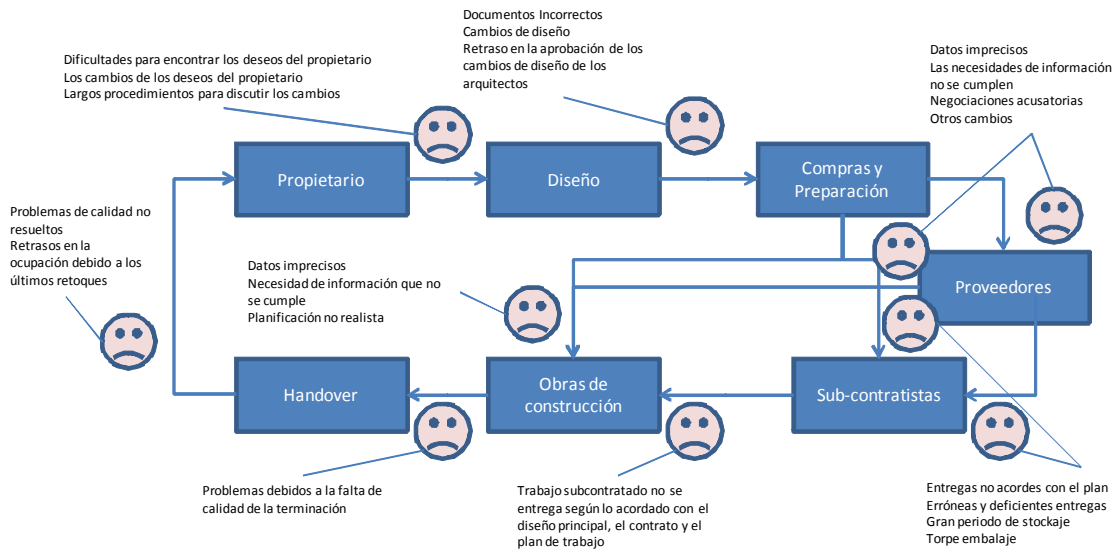 Documentos Incorrectos
Cambios de diseño
Retraso en la aprobación de los
cambios de diseño de los
arquitectos
Dificultades para encontrar los deseos del propietario
Los cambios de los deseos del propietario
Largos procedimientos para discutir los cambios
Datos imprecisos
Las necesidades de información
no se cumplen
Negociaciones acusatorias
Otros cambios
Propietario
Diseño
Compras y
Preparación
Problemas de calidad no
resueltos
Retrasos en la
ocupación debido a los
últimos retoques
Datos imprecisos
Necesidad de información que no
se cumple
Planificación no realista
Proveedores
Handover
Obras de
construcción
Sub-contratistas
Problemas debidos a la falta de
calidad de la terminación
Trabajo subcontratado no se
entrega según lo acordado con el
diseño principal, el contrato y el
plan de trabajo
Entregas no acordes con el plan
Erróneas y deficientes entregas
Gran periodo de stockaje
Torpe embalaje